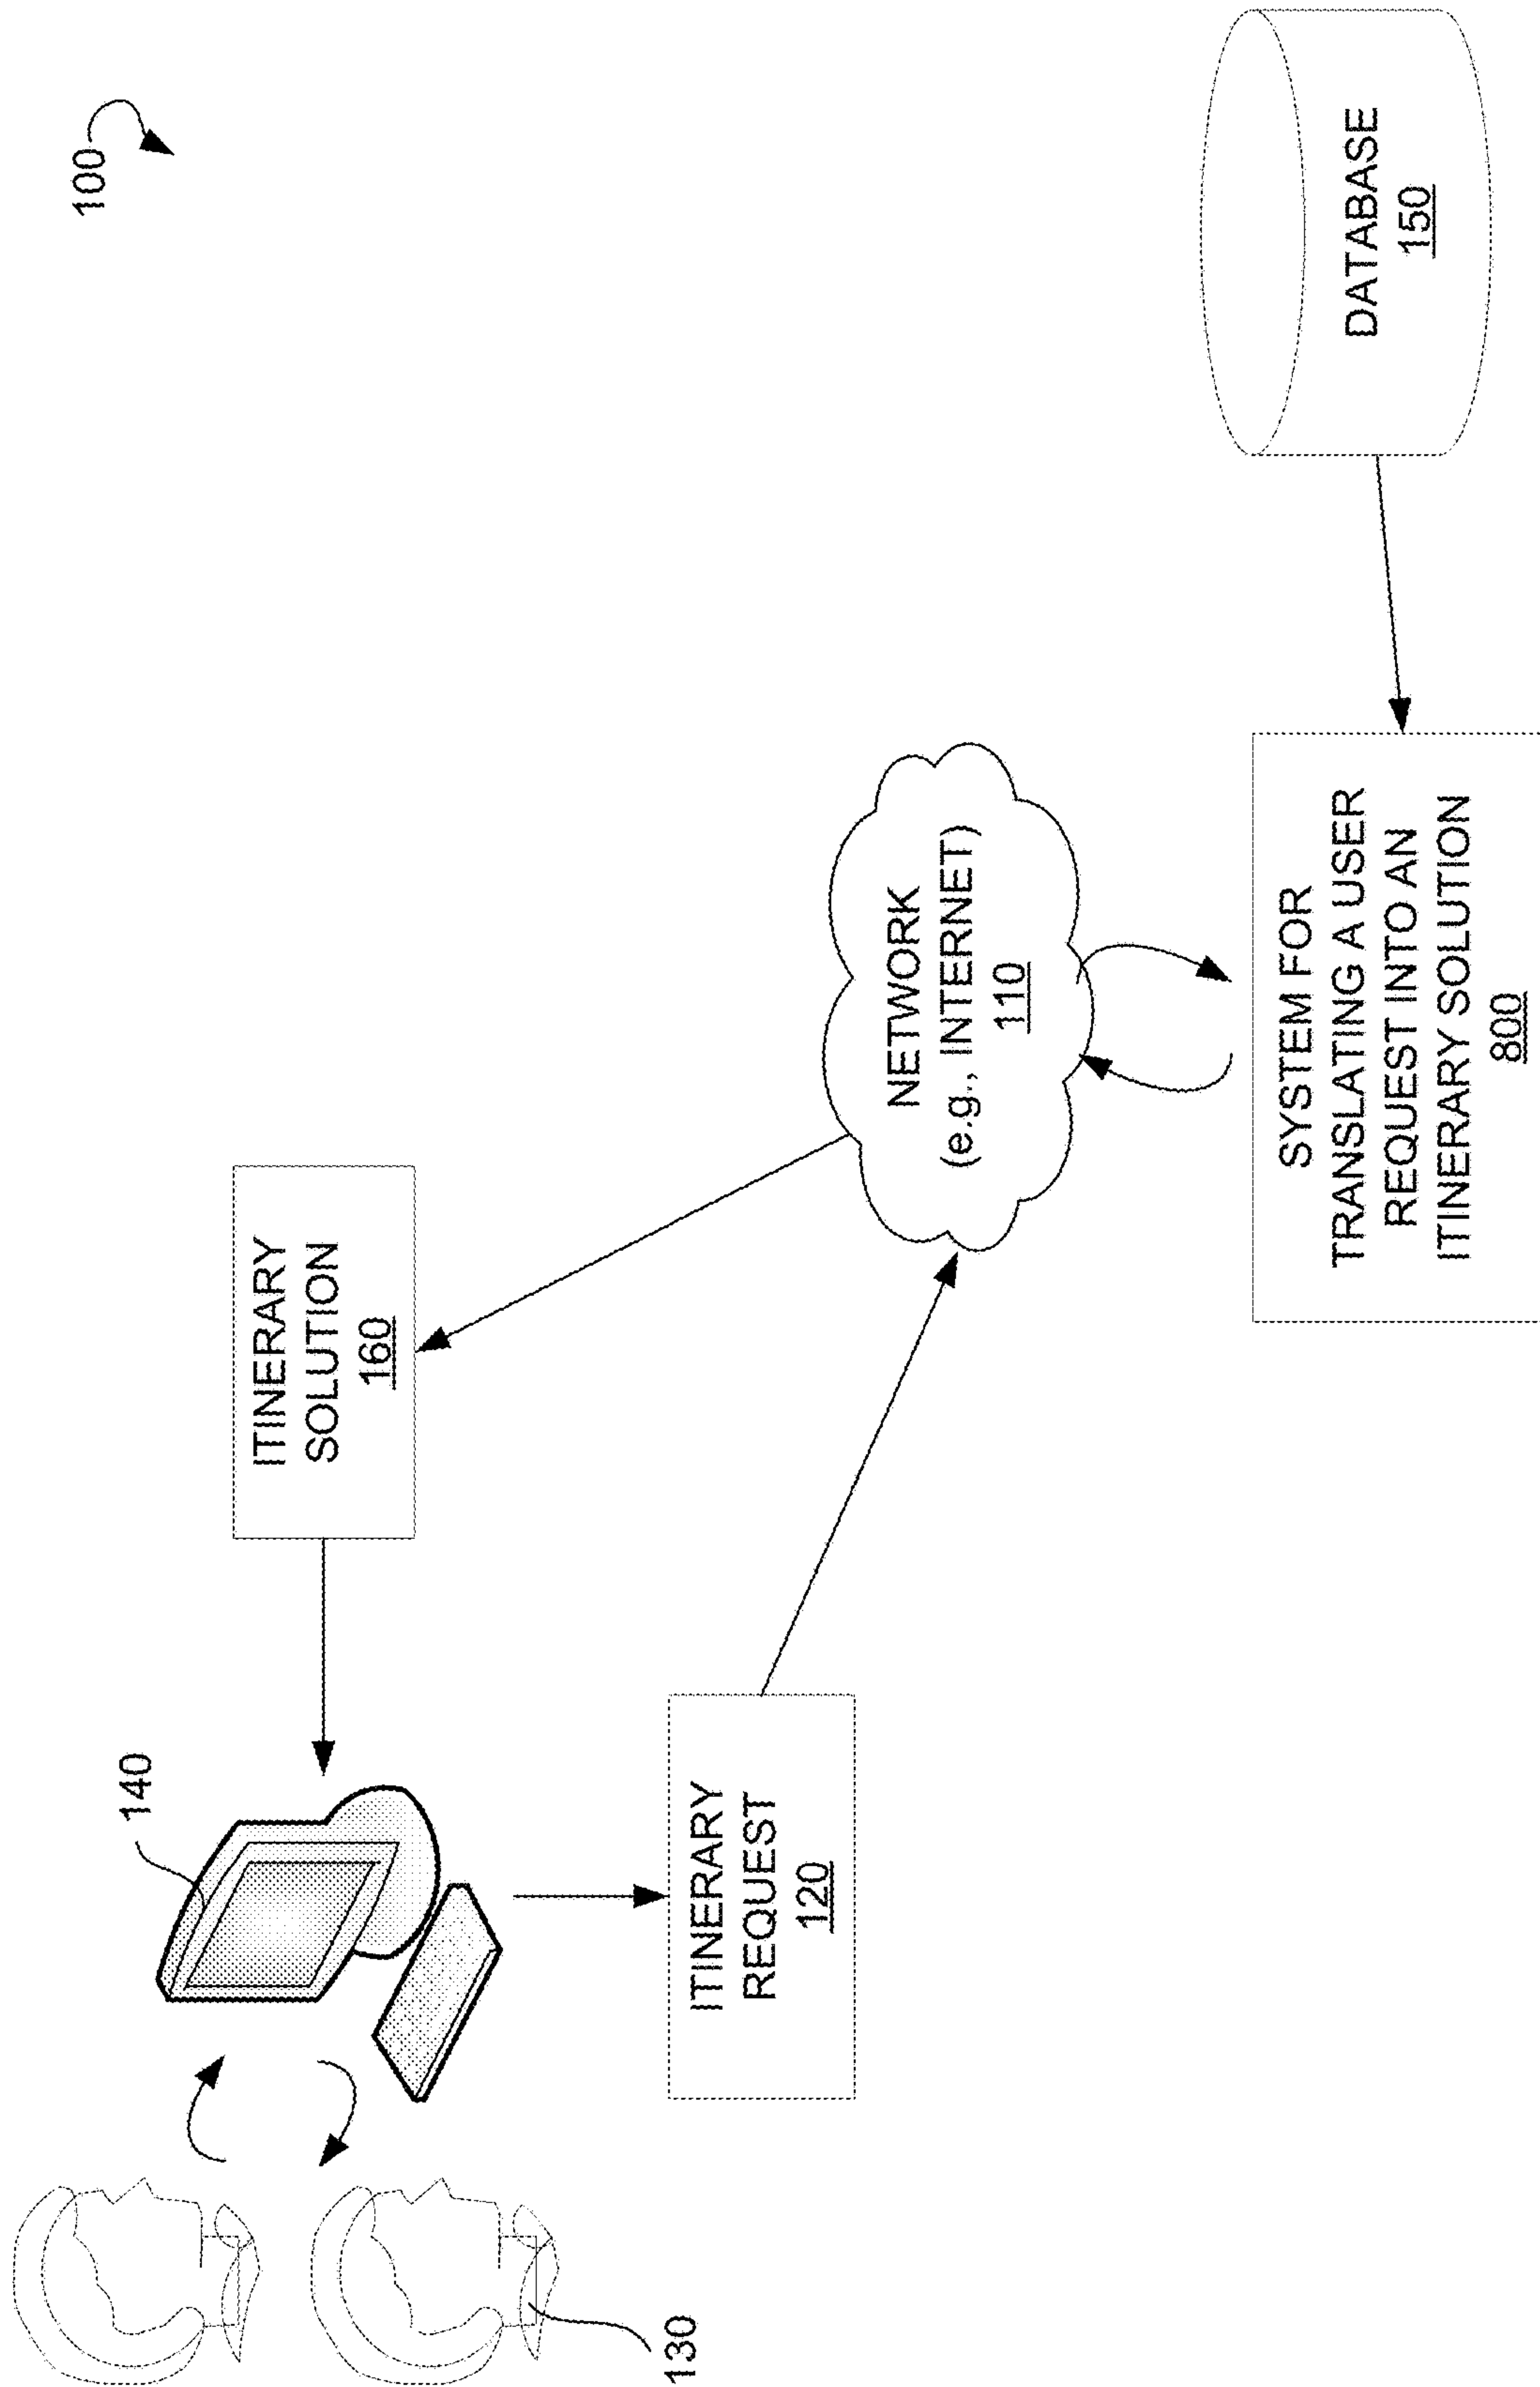 100
140
130
ITINERARY
SOLUTION
160
ITINERARY
REQUEST
120
NETWORK
(e.g., INTERNET)
110
SYSTEM FOR
TRANSLATING A USER
REQUEST INTO AN
ITINERARY SOLUTION
800
DATABASE
150